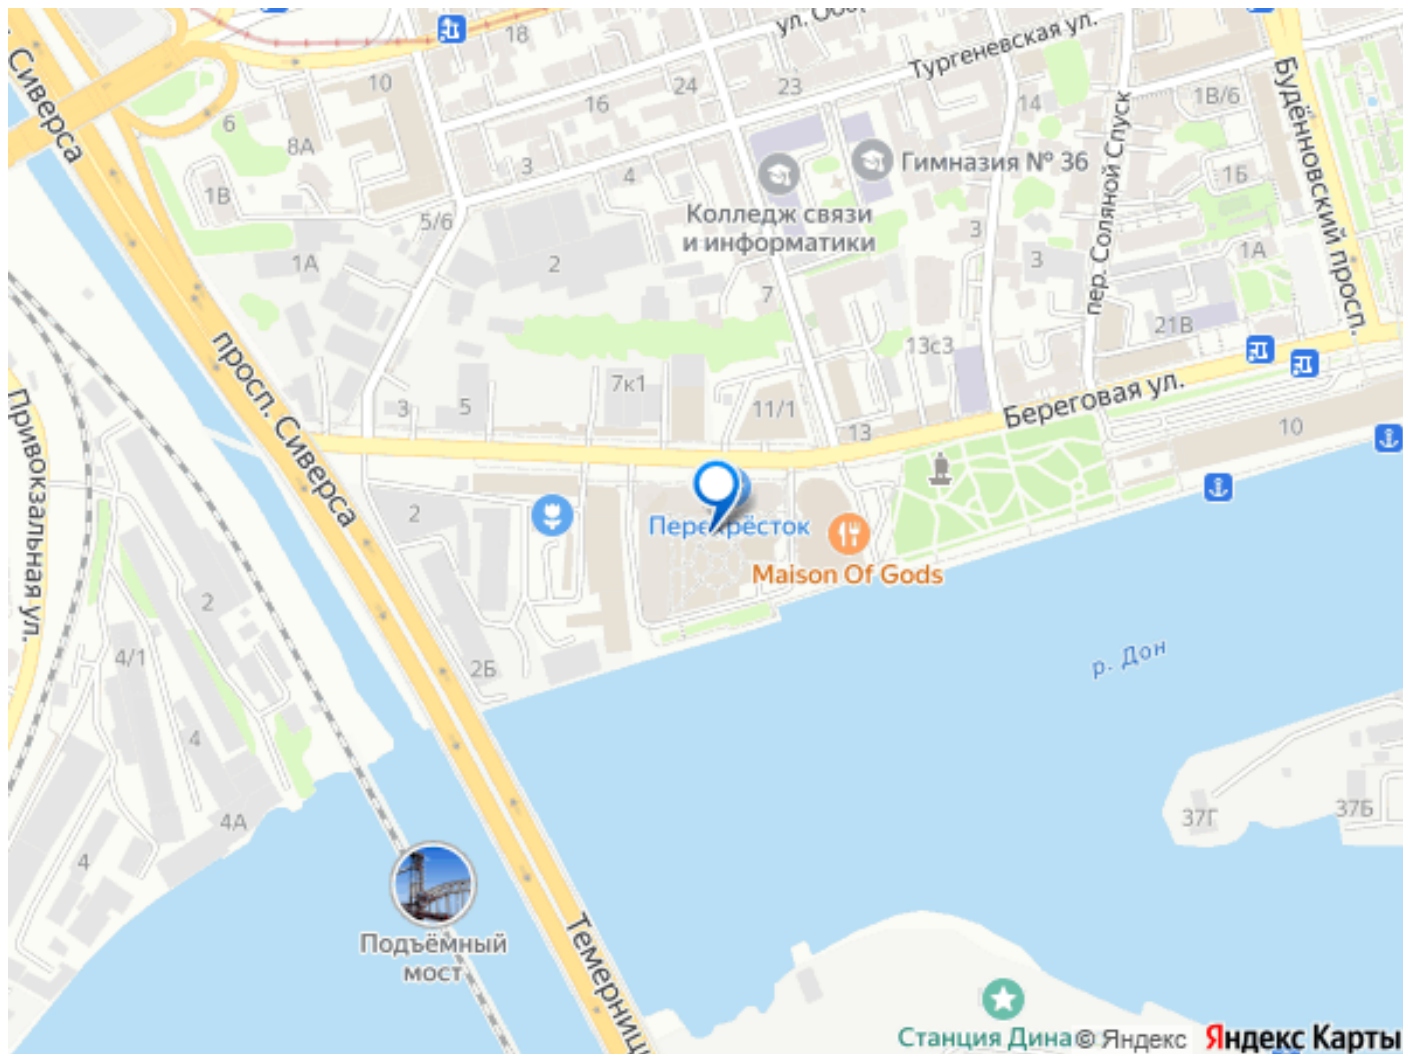 18
ул.
Тургеневская ул.
просп. Сиверса
Сиверса
Будённовский просп.
пер. Соляной Спуск
10
16
24
23
14
1В/6
6
8А
3
4
1В
5/6
Гимназия № 36
1Б
Колледж связи
и информатики
3
3
1А
1А
2
7
21В
13с3
7к1
3
5
11/1
13
Береговая ул.
10
Привокзальная ул.
2
Перекрёсток
Maison Of Gods
2
4/1
2Б
р. Дон
4
4А
4
37Г
37Б
Подъёмный
мост
Станция Дина
© Яндекс
Яндекс Карты